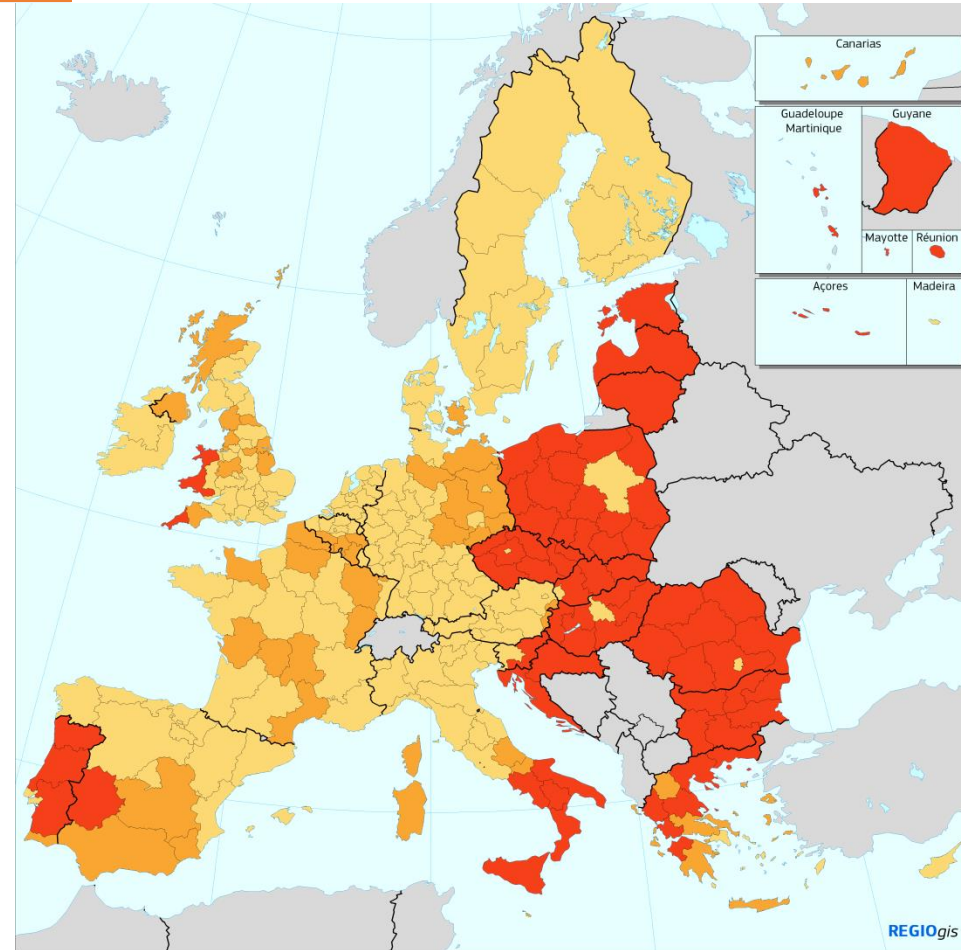 Canarias
Guadeloupe
Martinique
Guyane
Mayotte
Réunion
Açores
Madeira
REGIOgis